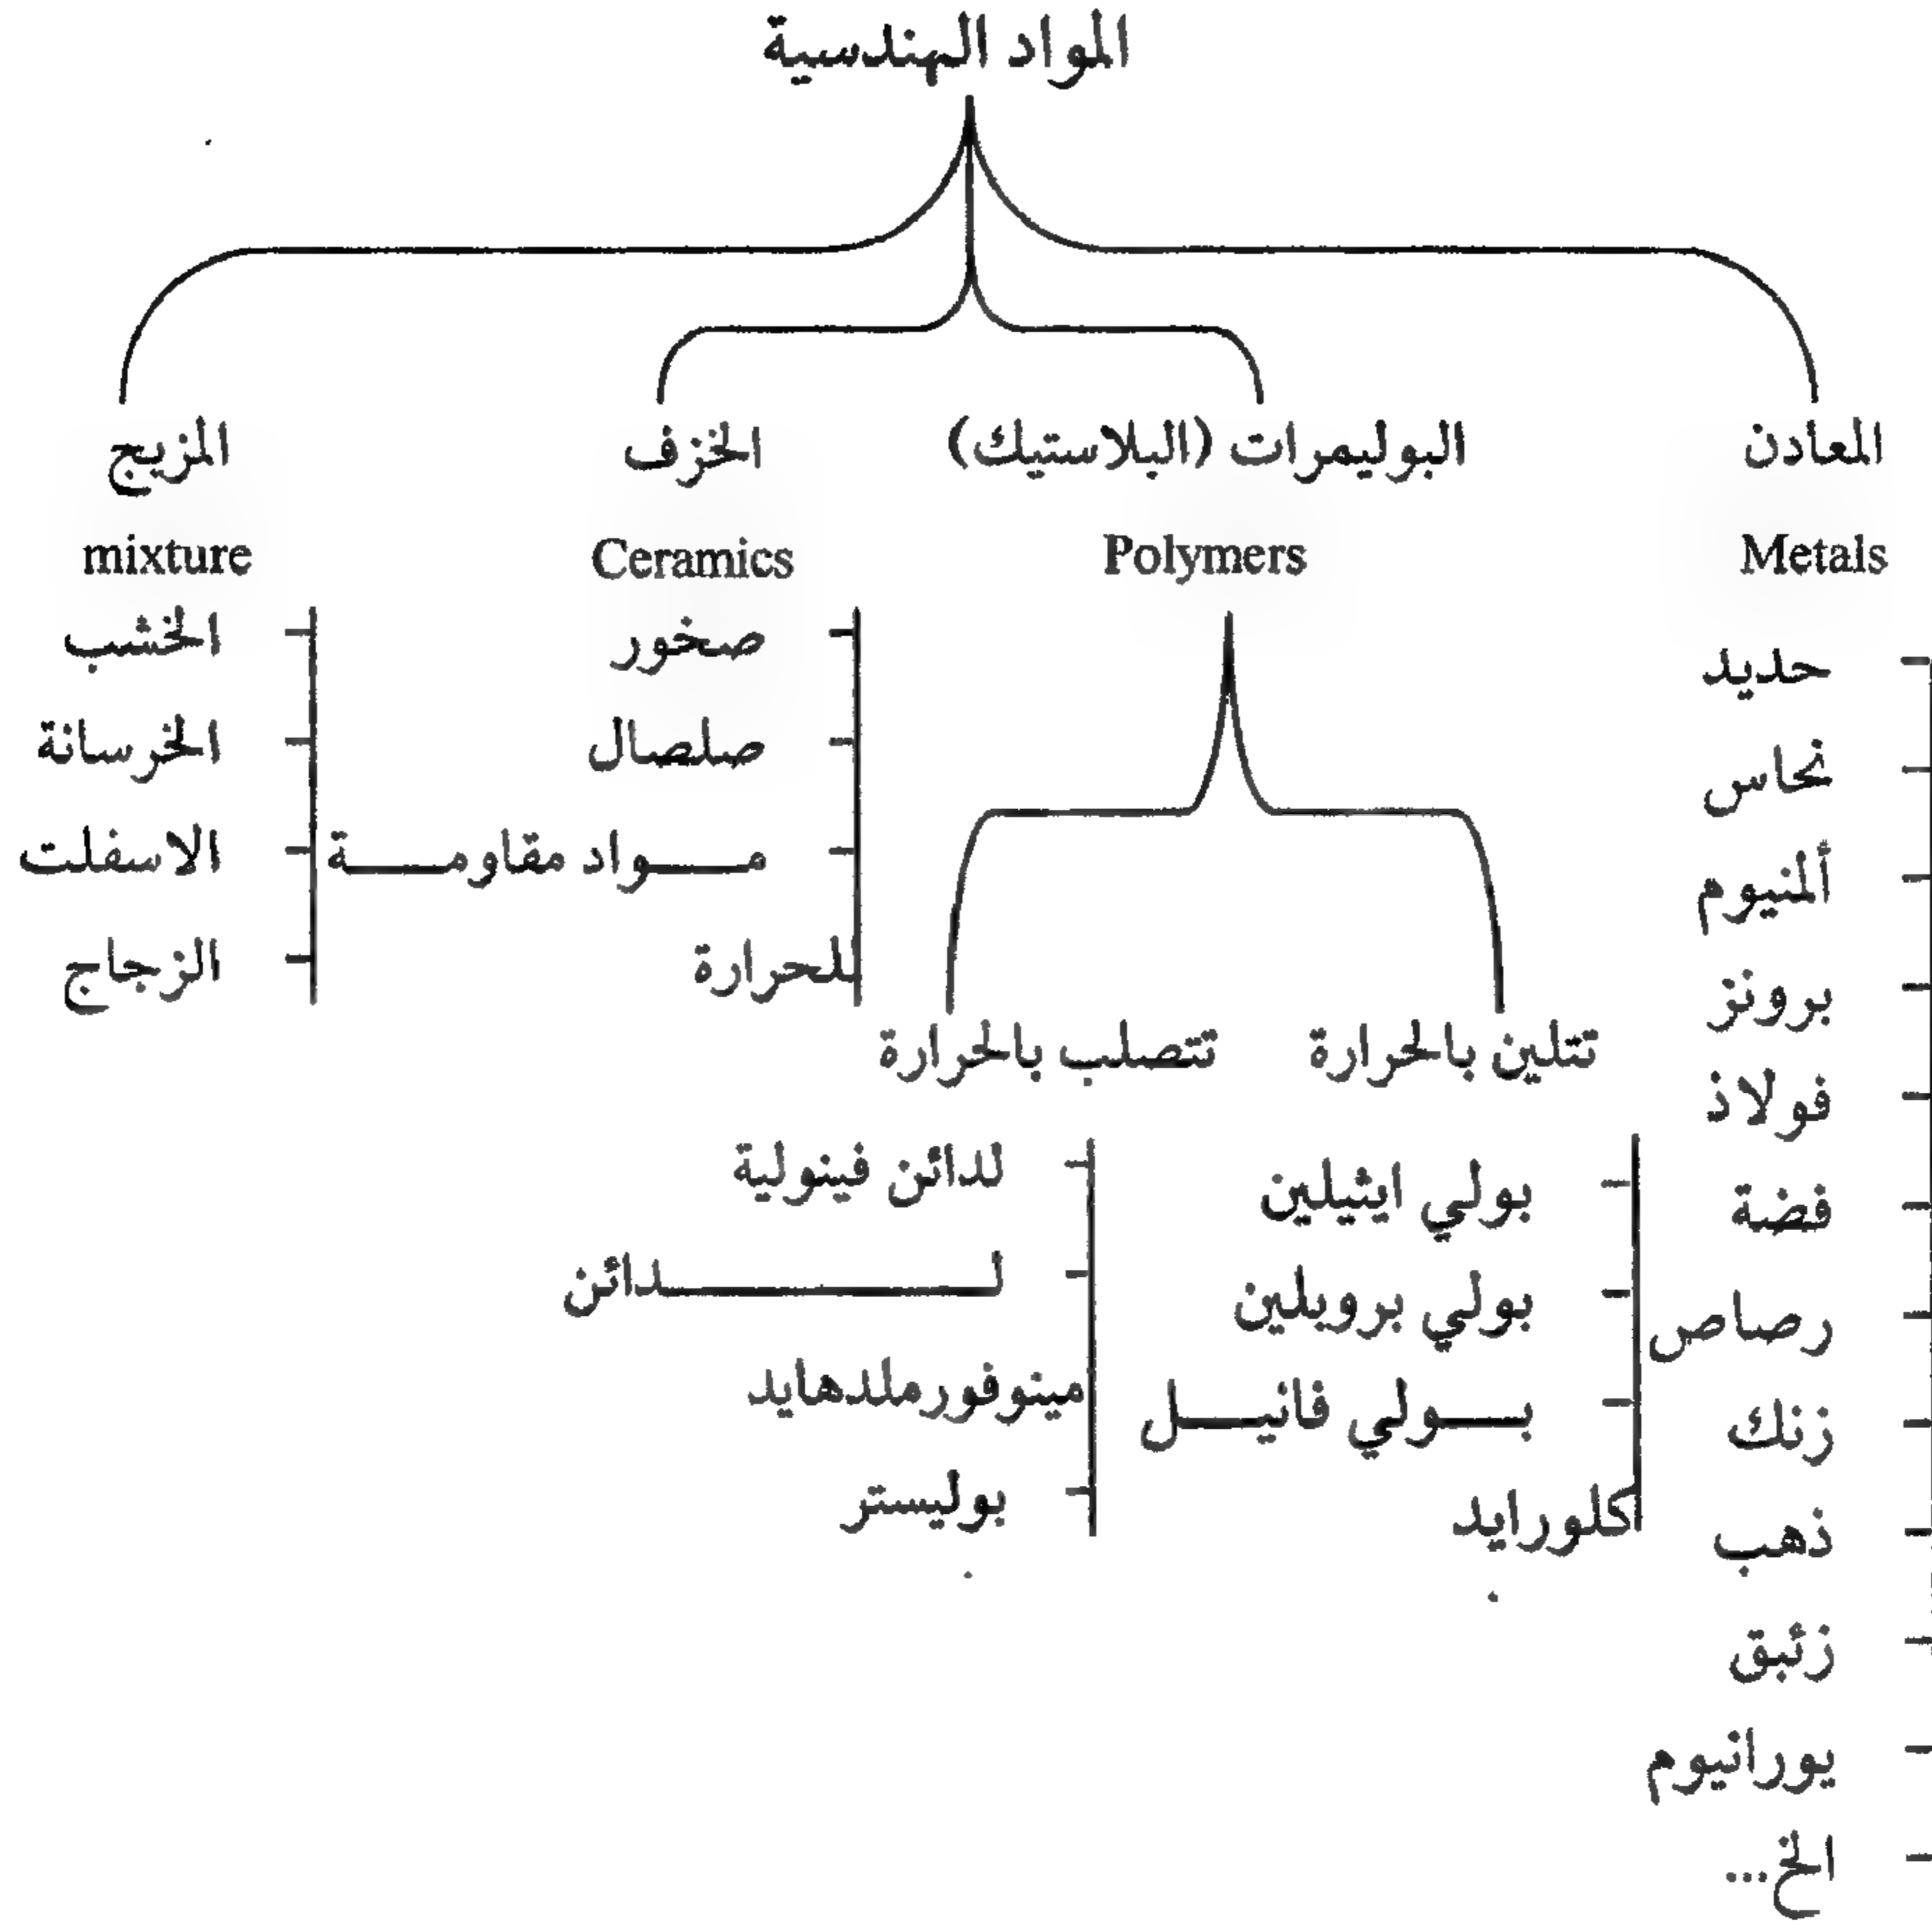 المواد الهندسية
المعادن
Metals
حديد
نحاس
ألمنيوم
برونز
فولاذ
فضة
رصاص
زنك
ذهب
زئبق
يورانيوم
الخ...
البوليمرات (البلاستيك)
Polymers
تتلين بالحرارة
بولي ايثيلين
بولي بروبلين
بولي فانيل
كلورايد
تتصلب بالحرارة
لدائن فينولية
لدائن
مينوفورملدهايد
بوليستر
الخزف
Ceramics
صخور
صلصال
مواد مقاومة
للحرارة
المزيج
mixture
الخشب
الخرسانة
الاسفلت
الزجاج